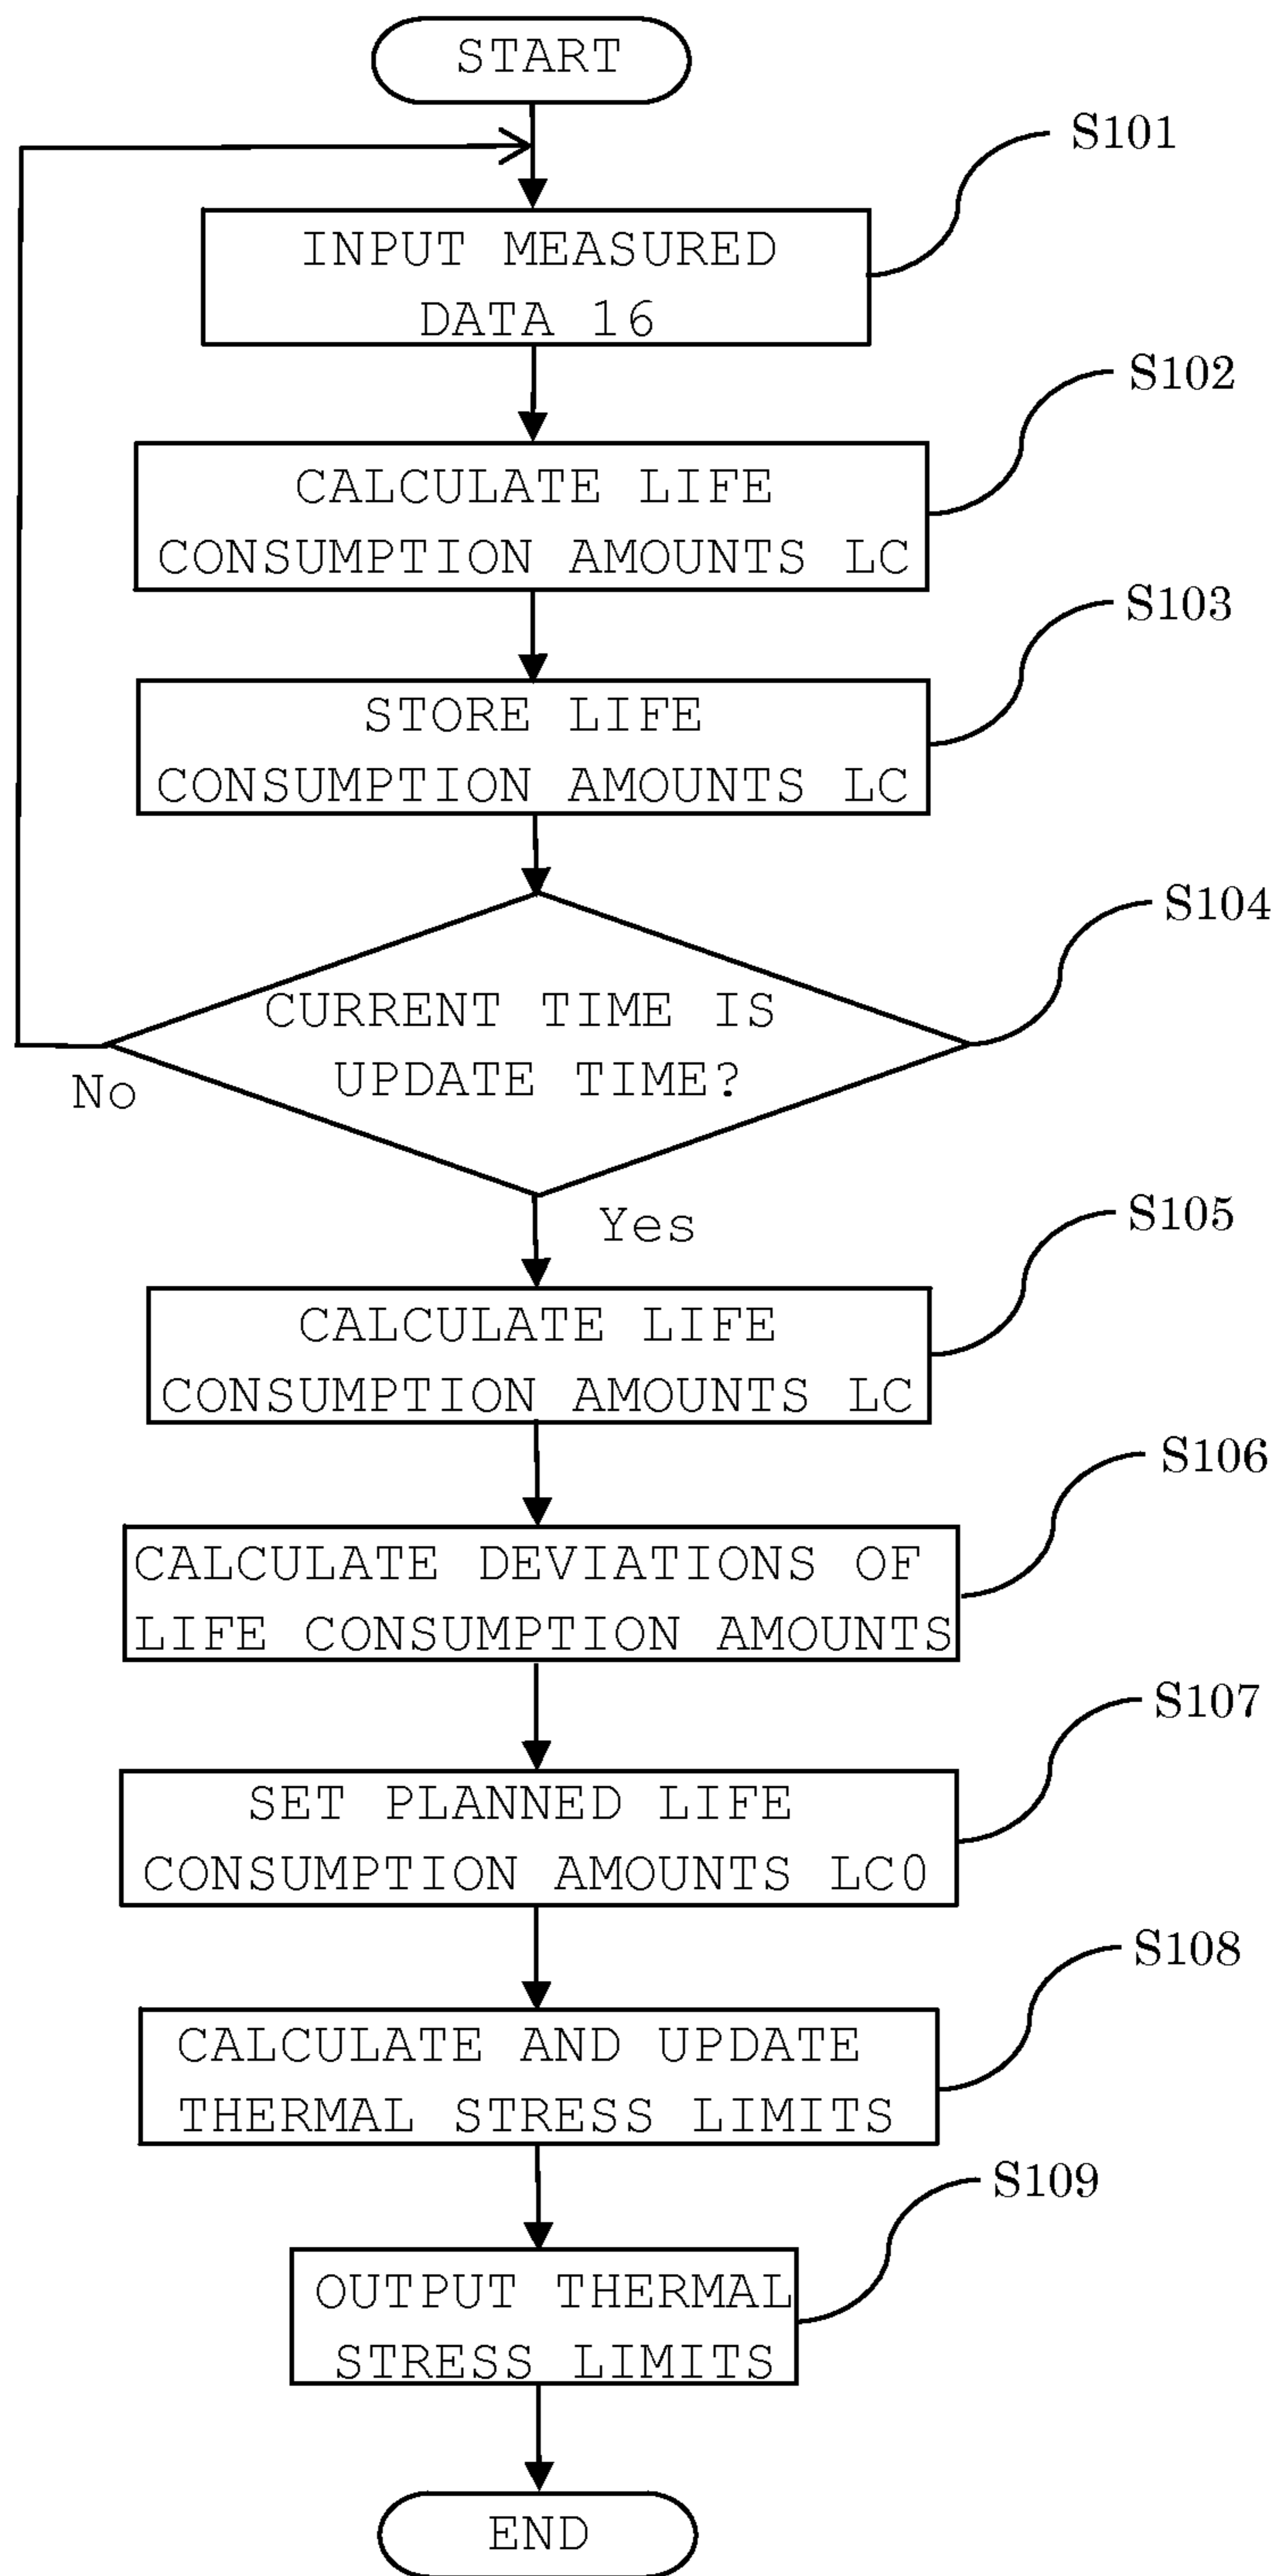 START
S101
INPUT MEASURED
DATA 16
S102
CALCULATE LIFE
CONSUMPTION AMOUNTS LC
S103
STORE LIFE
CONSUMPTION AMOUNTS LC
S104
CURRENT TIME IS
UPDATE TIME?
No
Yes
S105
CALCULATE LIFE
CONSUMPTION AMOUNTS LC
S106
CALCULATE DEVIATIONS OF
LIFE CONSUMPTION AMOUNTS
S107
SET PLANNED LIFE
CONSUMPTION AMOUNTS LC0
S108
CALCULATE AND UPDATE
THERMAL STRESS LIMITS
S109
OUTPUT THERMAL
STRESS LIMITS
END